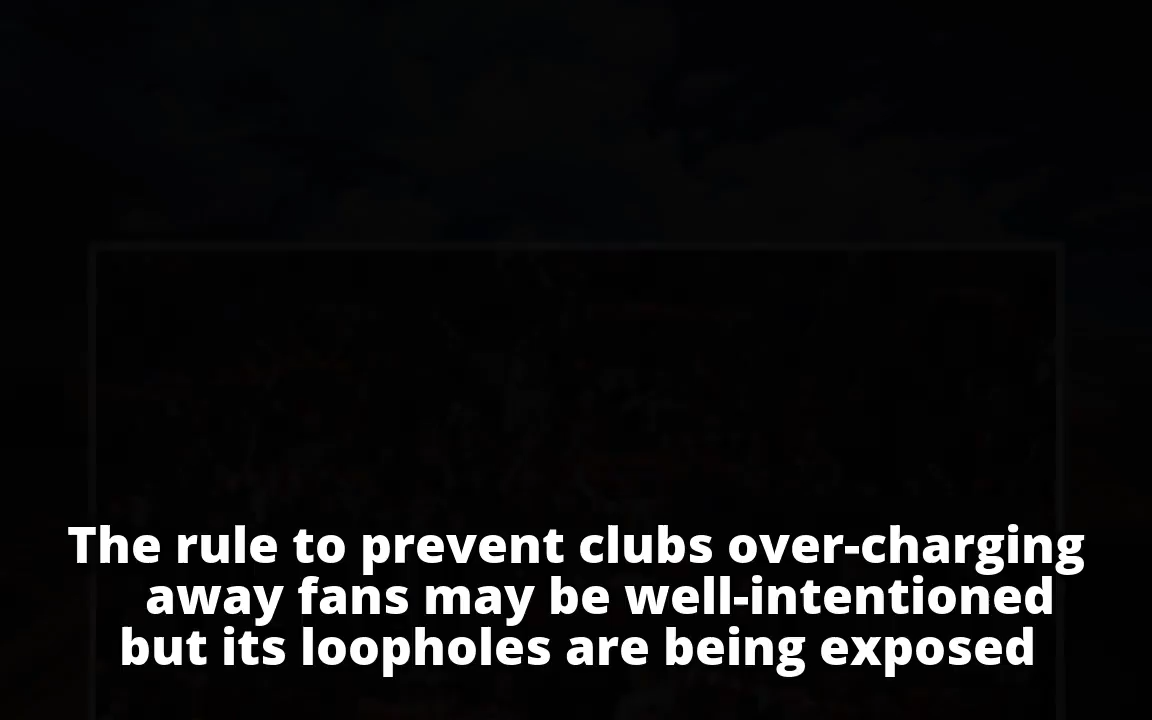 The rule to prevent clubs over-charging
away fans may be well-intentioned
but its loopholes are being exposed